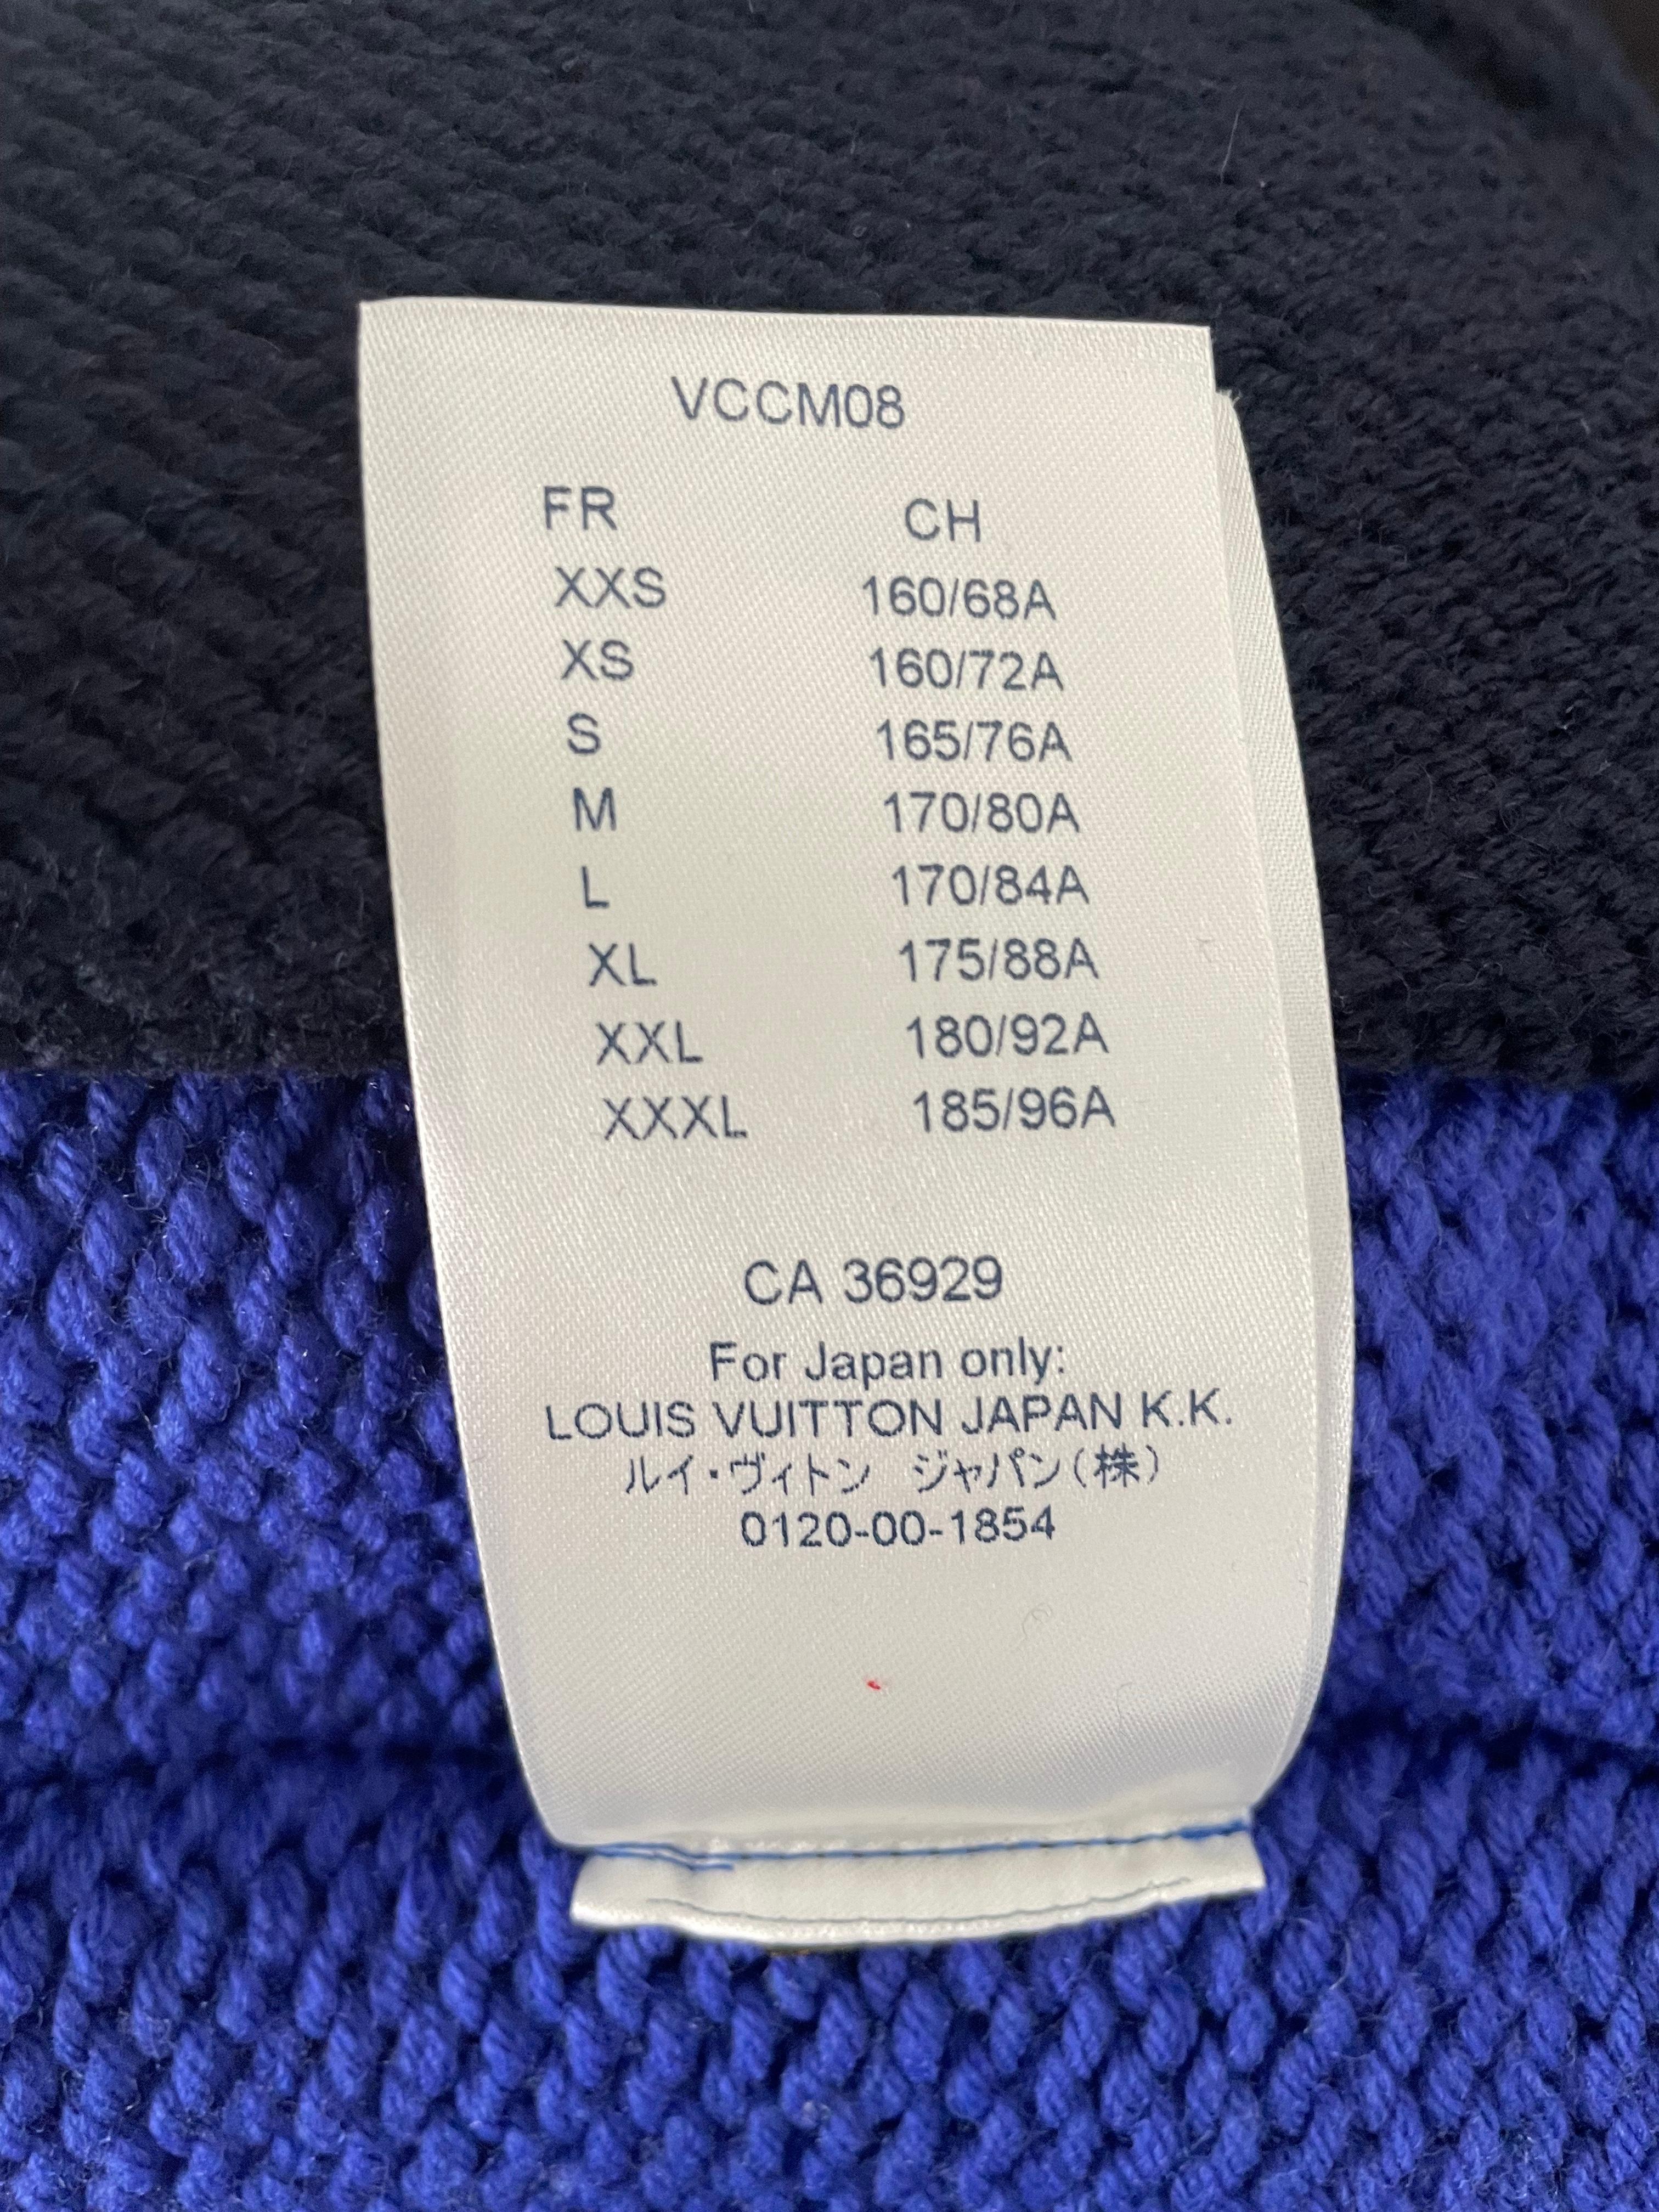 VCCM08
FR CH
XXS 160/68A
XS 160/72A
S 165/76A
M 170/80A
L 170/84A
XL 175/88A
XXL 180/92A
XXXL 185/96A
CA 36929
For Japan only:
LOUIS VUITTON JAPAN K.K.
ルイ・ヴィトン ジャパン(株)
0120-00-1854